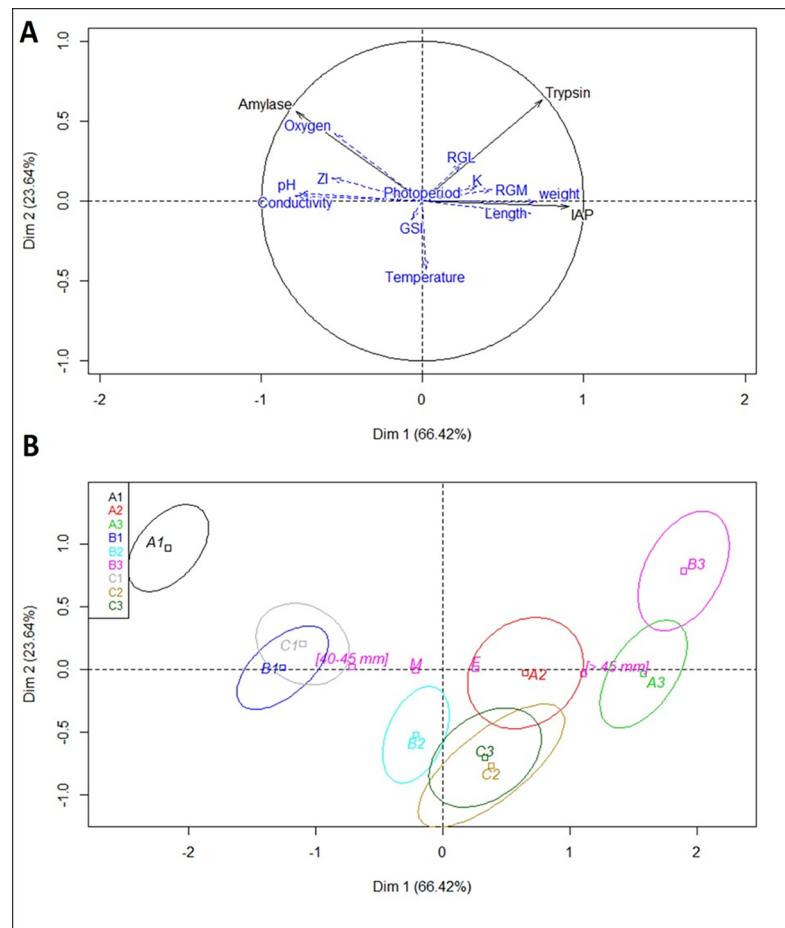 A
Dim 2 (23.64%)
1.0
0.5
0.0
-0.5
-1.0
Amylase
Trypsin
Oxygen
RGL
ZI
K
pH
Photoperiod
RGM
weight
Conductivity
Length
IAP
GSI
Temperature
-2
-1
0
1
2
Dim 1 (66.42%)
B
Dim 2 (23.64%)
1.0
0.5
0.0
-0.5
-1.0
A1
A2
A3
B1
B2
B3
C1
C2
C3
A1
B3
C1
[40-45 mm]
M
E
[> 45 mm]
B1
A2
A3
B2
C3
C2
-2
-1
0
1
2
Dim 1 (66.42%)